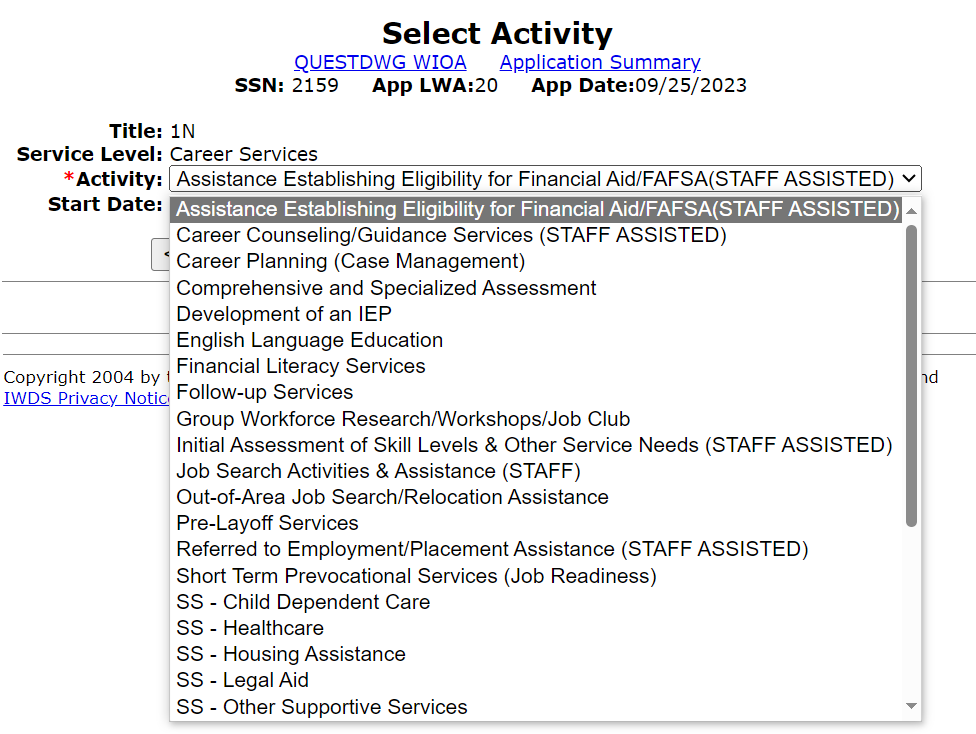 Select Activity
QUESTDWG WIOA Application Summary
SSN: 2159 App LWA:20 App Date:09/25/2023
Title: 1N
Service Level: Career Services
*Activity: Assistance Establishing Eligibility for Financial Aid/FAFSA(STAFF ASSISTED)
Start Date:
Assistance Establishing Eligibility for Financial Aid/FAFSA(STAFF ASSISTED)
Career Counseling/Guidance Services (STAFF ASSISTED)
Career Planning (Case Management)
Comprehensive and Specialized Assessment
Development of an IEP
English Language Education
Financial Literacy Services
Follow-up Services
Group Workforce Research/Workshops/Job Club
Initial Assessment of Skill Levels & Other Service Needs (STAFF ASSISTED)
Job Search Activities & Assistance (STAFF)
Out-of-Area Job Search/Relocation Assistance
Pre-Layoff Services
Referred to Employment/Placement Assistance (STAFF ASSISTED)
Short Term Prevocational Services (Job Readiness)
SS - Child Dependent Care
SS - Healthcare
SS - Housing Assistance
SS - Legal Aid
SS - Other Supportive Services
Copyright 2004 by
IWDS Privacy Notice